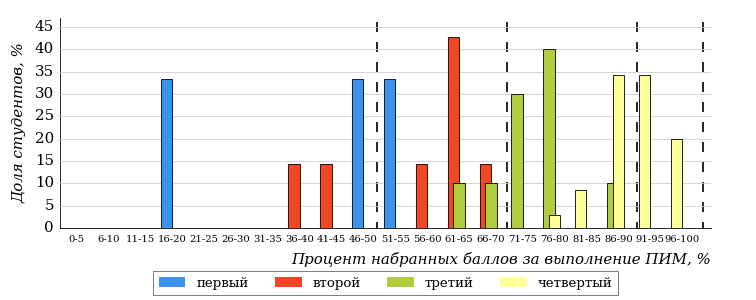 Доля студентов, %
45
40
35
30
25
20
15
10
5
0
0-5 6-10 11-15 16-20 21-25 26-30 31-35 36-40 41-45 46-50 51-55 56-60 61-65 66-70 71-75 76-80 81-85 86-90 91-95 96-100
Процент набранных баллов за выполнение ПИМ, %
первый второй третий четвертый